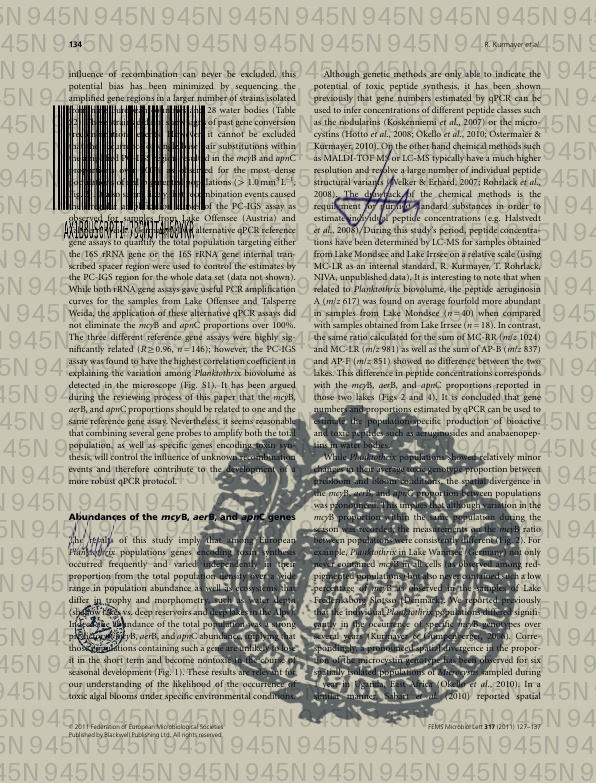 134
R. Kurmayer et al.
influence of recombination can never be excluded, this
potential bias has been minimized by sequencing the
amplified gene regions in a larger number of strains isolated
28 water bodies (Table
of past gene conversion
it cannot be excluded
air substitutions within
in the mcyB and apnC
for the most dense
populations (> 1.0 mm³ L⁻¹,
recombination events caused
of the PC-IGS assay as
observed for samples from Lake Offensee (Austria) and
alternative qPCR reference
gene assays to quantify the total population targeting either
the 16S rRNA gene or the 16S rRNA gene internal tran-
scribed spacer region were used to control the estimates by
the PC-IGS region for the whole data set (data not shown).
While both rRNA gene assays gave useful PCR amplification
curves for the samples from Lake Offensee and Talsperre
Weida, the application of these alternative qPCR assays did
not eliminate the mcyB and apnC proportions over 100%.
The three different reference gene assays were highly sig-
nificantly related (R ≥ 0.96, n = 146); however, the PC-IGS
assay was found to have the highest correlation coefficient in
explaining the variation among Planktothrix biovolume as
detected in the microscope (Fig. S1). It has been argued
during the reviewing process of this paper that the mcyB,
aerB, and apnC proportions should be related to one and the
same reference gene assay. Nevertheless, it seems reasonable
that combining several gene probes to amplify both the total
population, as well as specific genes encoding toxin syn-
thesis, will control the influence of unknown recombination
events and therefore contribute to the development of a
more robust qPCR protocol.
Abundances of the mcyB, aerB, and apnC genes
The results of this study imply that among European
Planktothrix populations genes encoding toxin synthesis
occurred frequently and varied in their
proportion from the total population density over a wide
range in population abundance as well as ecosystems that
differ in trophy and morphometry, such as water depth
(shallow lakes vs. deep reservoirs and deep lakes in the Alps).
abundance of the total population was a strong
mcyB, aerB, and apnC abundance, implying that
those populations containing such a gene are unlikely to lose
it in the short term and become nontoxic in the course of
seasonal development (Fig. 1). These results are relevant for
our understanding of the likelihood of the occurrence of
toxic algal blooms under specific environmental conditions.
Although genetic methods are only able to indicate the
potential of toxic peptide synthesis, it has been shown
previously that gene numbers estimated by qPCR can be
used to infer concentrations of different peptide classes such
as the nodularins (Koskenniemi et al., 2007) or the micro-
cystins (Hotto et al., 2008; Okello et al., 2010; Ostermaier &
Kurmayer, 2010). On the other hand chemical methods such
as MALDI-TOF MS or LC-MS typically have a much higher
resolution and resolve a large number of individual peptide
structural variants (Welker & Erhard, 2007; Rohrlack et al.,
2008). The drawback of the chemical methods is the
requirement for purified standard substances in order to
estimate individual peptide concentrations (e.g. Halstvedt
et al., 2008). During this study's period, peptide concentra-
tions have been determined by LC-MS for samples obtained
from Lake Mondsee and Lake Irrsee on a relative scale (using
MC-LR as an internal standard, R. Kurmayer, T. Rohrlack,
NIVA, unpublished data). It is interesting to note that when
related to Planktothrix biovolume, the peptide aeruginosin
A (m/z 617) was found on average fourfold more abundant
in samples from Lake Mondsee (n = 40) when compared
with samples obtained from Lake Irrsee (n = 18). In contrast,
the same ratio calculated for the sum of MC-RR (m/z 1024)
and MC-LR (m/z 981) as well as the sum of AP-B (m/z 837)
and AP-F (m/z 851) showed no difference between the two
lakes. This difference in peptide concentrations corresponds
with the mcyB, aerB, and apnC proportions reported in
those two lakes (Figs 2 and 4). It is concluded that gene
numbers and proportions estimated by qPCR can be used to
estimate the population-specific production of bioactive
and toxic peptides such as aeruginosides and anabaenopep-
tins in water bodies.
While Planktothrix populations showed relatively minor
changes in their average toxic genotype proportion between
prebloom and bloom conditions, the spatial divergence in
the mcyB, aerB, and apnC proportion between populations
was pronounced. This implies that although variation in the
mcyB proportion within the same population during the
season was recorded, the measurements on the mcyB ratio
between populations were consistently different (Fig. 2). For
example, Planktothrix in Lake Wannsee (Germany) not only
never contained mcyB in all cells (as observed among red-
pigmented populations) but also never contained such a low
percentage of mcyB as observed in the samples of Lake
Frederiksborg Slotssø (Denmark). We reported previously
that the individual Planktothrix populations differ signifi-
cantly in the occurrence of specific mcyB genotypes over
several years (Kurmayer & Gumpenberger, 2006). Corre-
spondingly, a pronounced spatial divergence in the propor-
tion of the microcystin genotype has been observed for six
spatially isolated populations of Microcystis sampled during
a year in Uganda, East Africa (Okello et al., 2010). In a
similar manner, Sabart et al. (2010) reported spatial
© 2011 Federation of European Microbiological Societies
Published by Blackwell Publishing Ltd. All rights reserved.
FEMS Microbiol Lett 317 (2011) 127–137